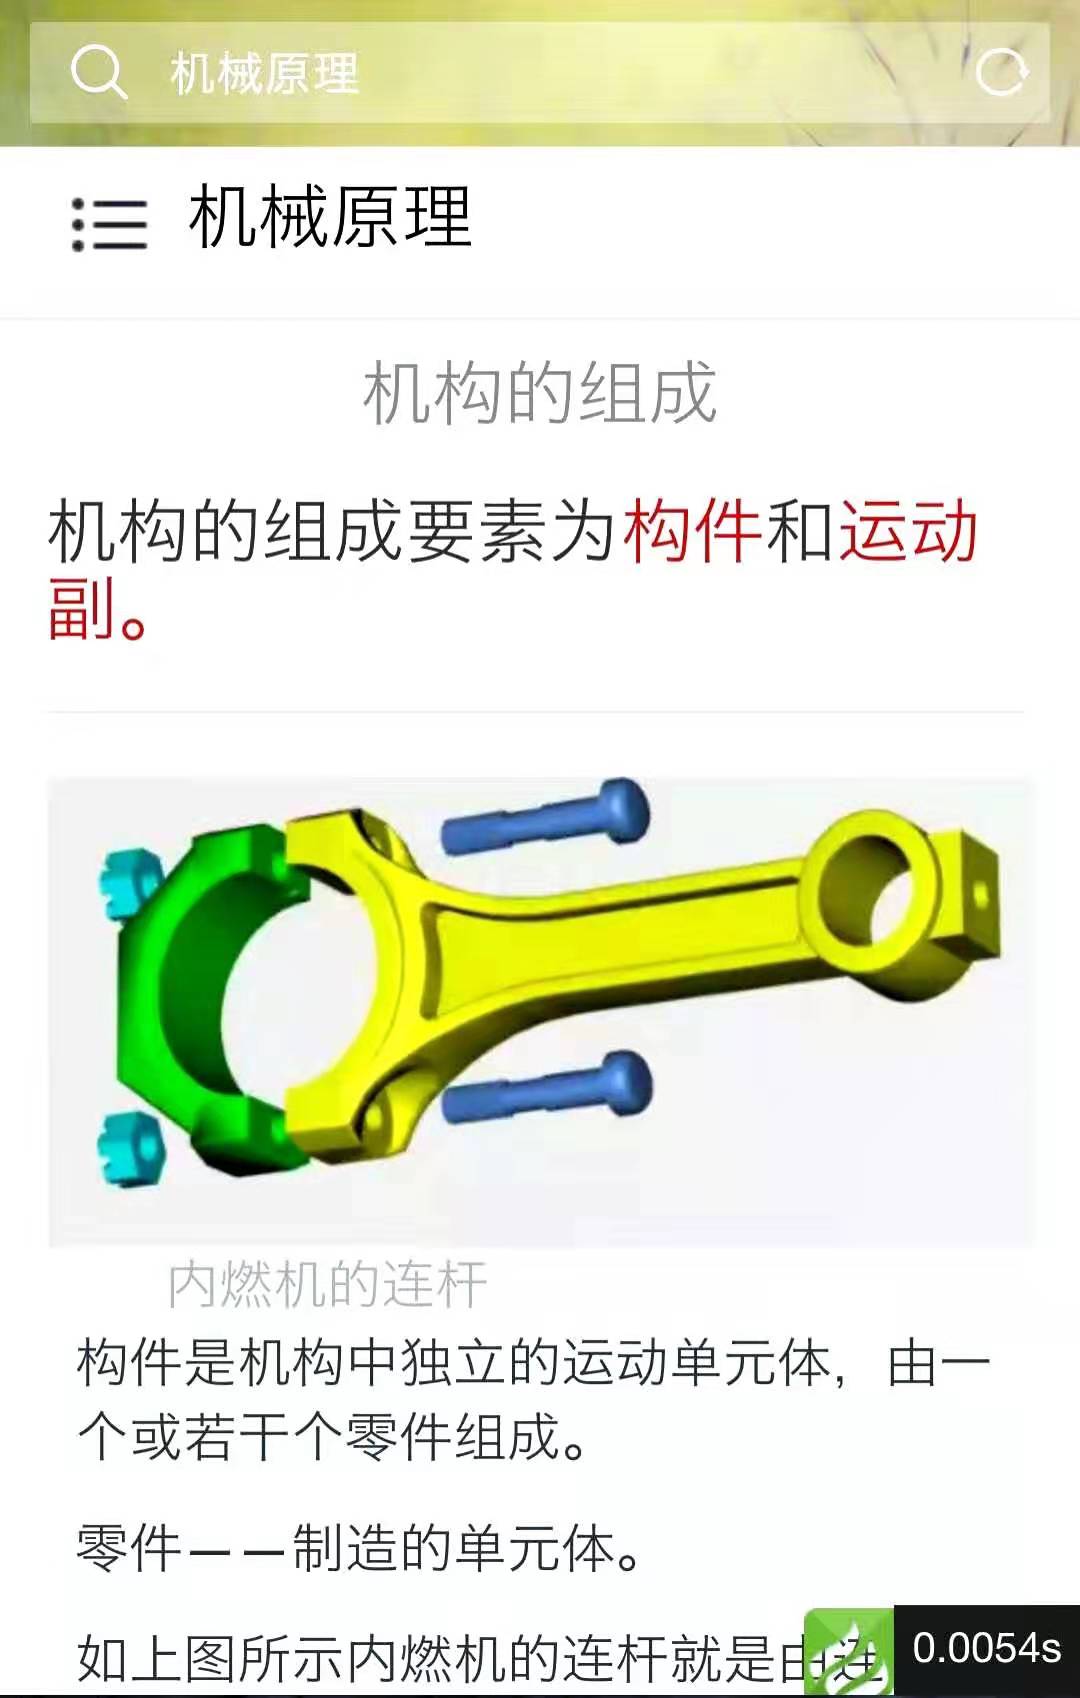 机械原理
机械原理
机构的组成
机构的组成要素为构件和运动
副。
内燃机的连杆
构件是机构中独立的运动单元体，由一
个或若干个零件组成。
零件——制造的单元体。
如上图所示内燃机的连杆就是由连
0.0054s